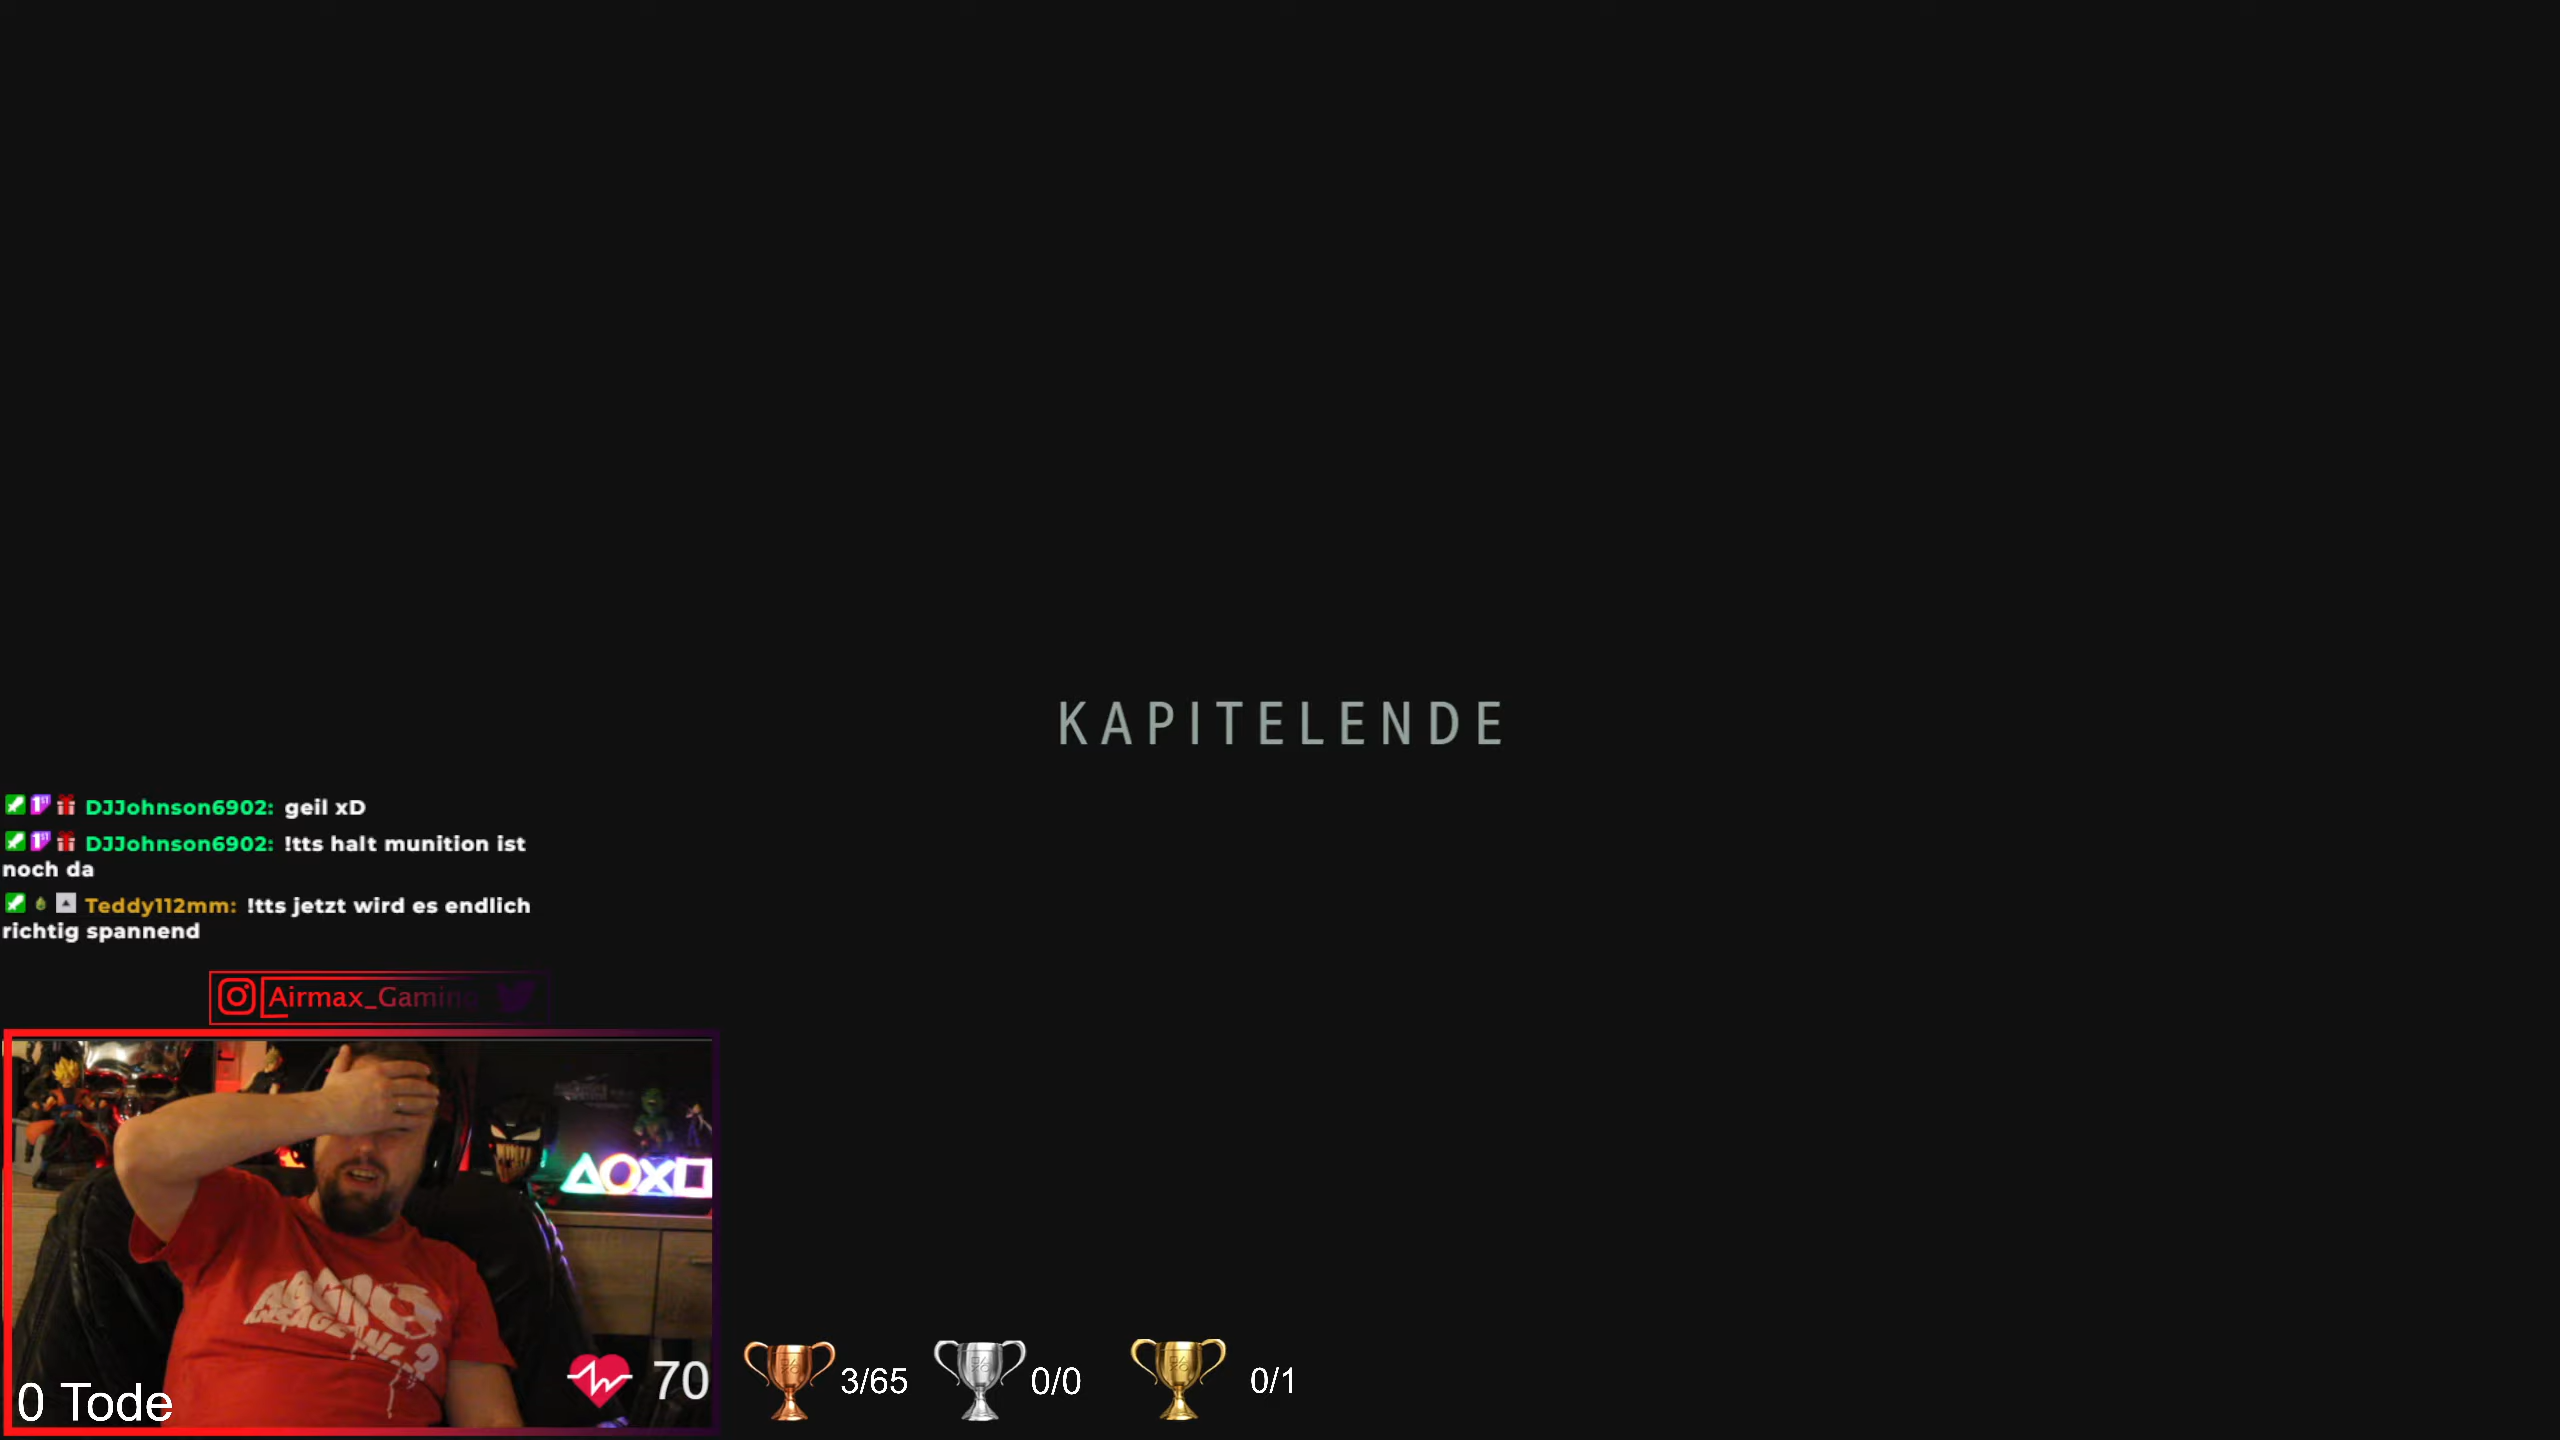 KAPITELENDE
DJJohnson6902: geil xD
DJJohnson6902: !tts halt munition ist
noch da
Teddy112mm: !tts jetzt wird es endlich
richtig spannend
Airmax_Gaming
0 Tode
70
3/65
0/0
0/1